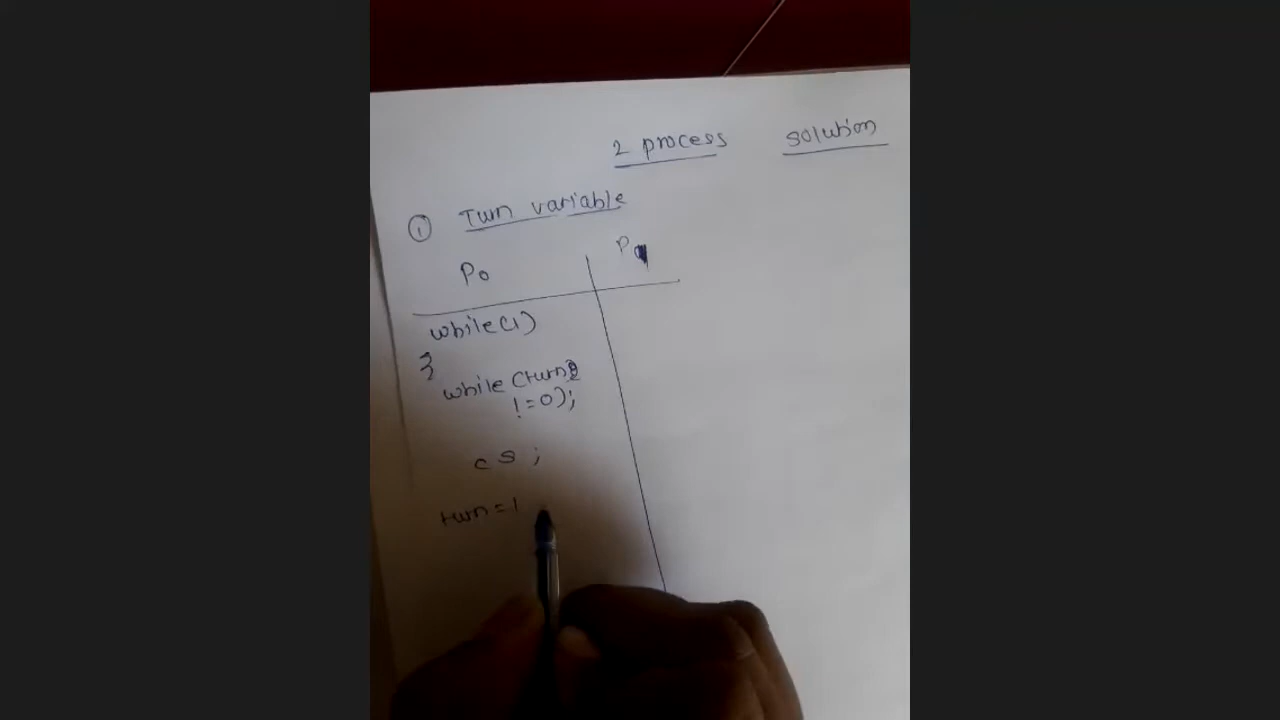 2 process solution
① Turn variable
P0
while(1)
{
while (turn
!=0);
cs ;
turn=1